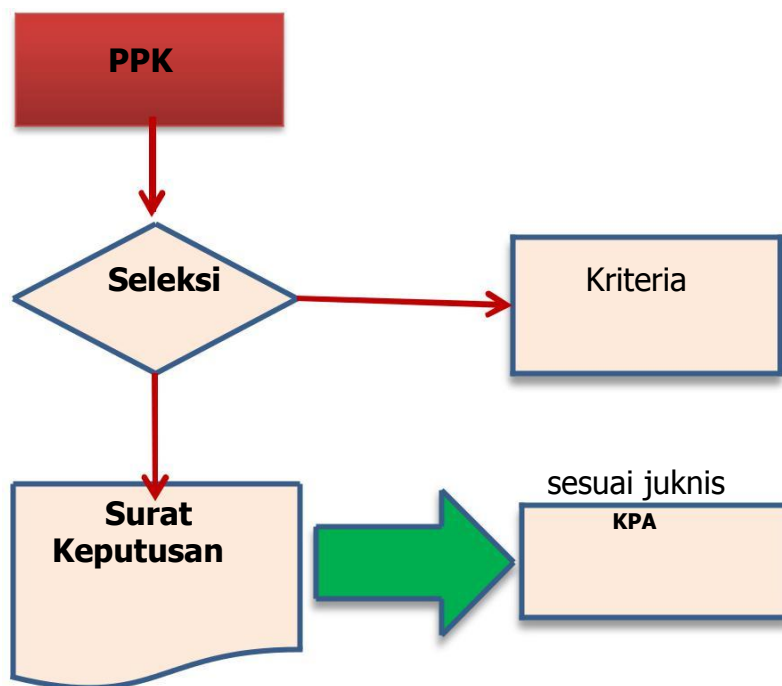 PPK
Seleksi
Kriteria
Surat
Keputusan
sesuai juknis
KPA